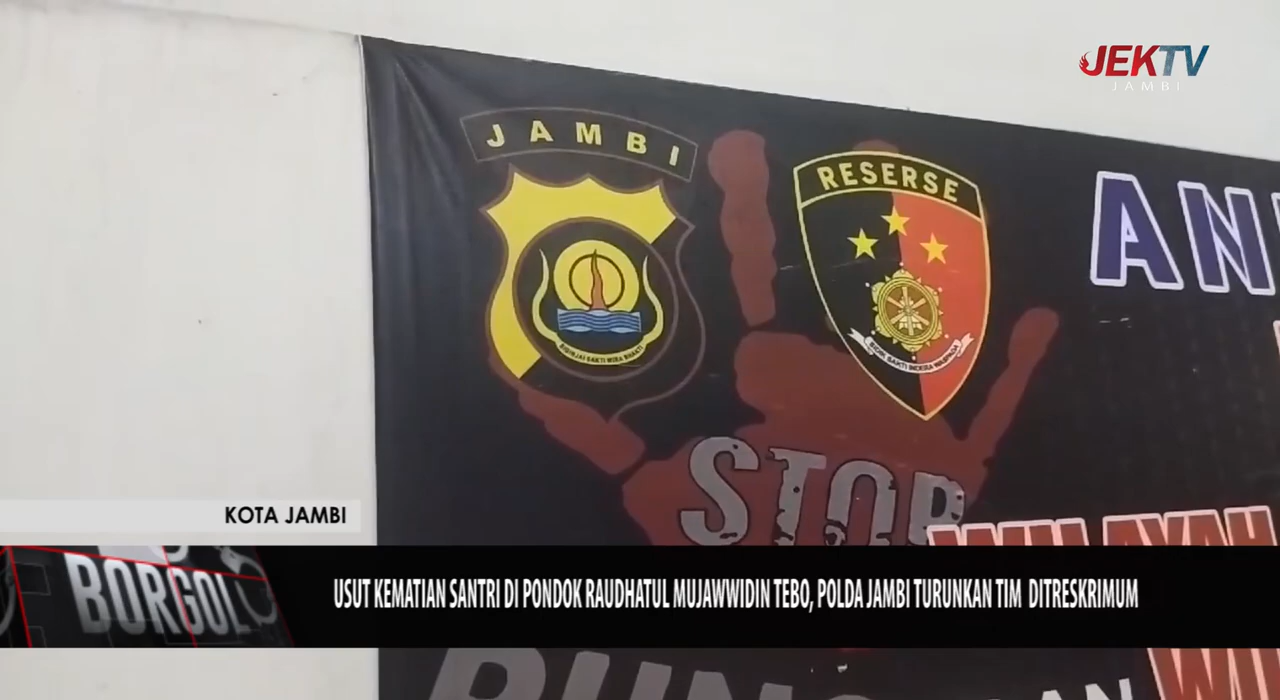 JEKTV
JAMBI
JAMBI
RESERSE
STOP
KOTA JAMBI
BORGOL
USUT KEMATIAN SANTRI DI PONDOK RAUDHATUL MUJAWWIDIN TEBO, POLDA JAMBI TURUNKAN TIM DITRESKRIMUM